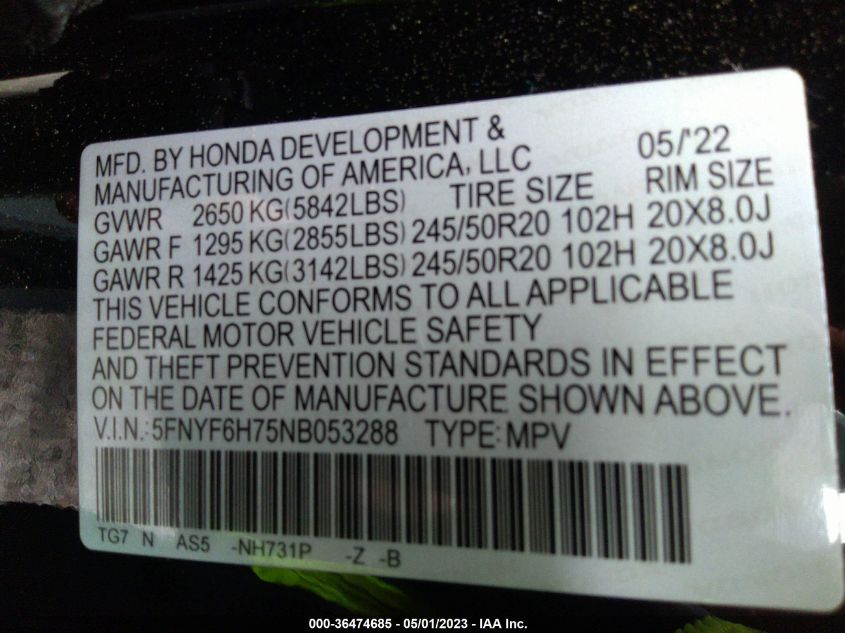 MFD. BY HONDA DEVELOPMENT & 05/'22
MANUFACTURING OF AMERICA, LLC
GVWR 2650 KG(5842LBS) TIRE SIZE RIM SIZE
GAWR F 1295 KG(2855LBS) 245/50R20 102H 20X8.0J
GAWR R 1425 KG(3142LBS) 245/50R20 102H 20X8.0J
THIS VEHICLE CONFORMS TO ALL APPLICABLE
FEDERAL MOTOR VEHICLE SAFETY
AND THEFT PREVENTION STANDARDS IN EFFECT
ON THE DATE OF MANUFACTURE SHOWN ABOVE.
V.I.N.: 5FNYF6H75NB053288 TYPE: MPV
TG7 N AS5 -NH731P -Z -B
000-36474685 - 05/01/2023 - IAA Inc.